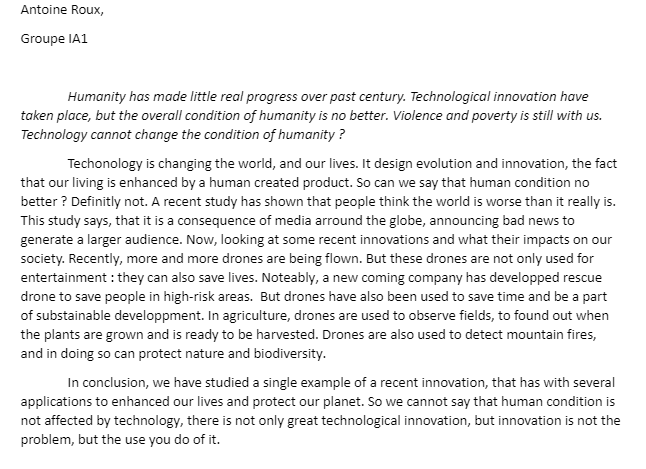 Antoine Roux,
Groupe IA1
Humanity has made little real progress over past century. Technological innovation have
taken place, but the overall condition of humanity is no better. Violence and poverty is still with us.
Technology cannot change the condition of humanity ?
Techonology is changing the world, and our lives. It design evolution and innovation, the fact
that our living is enhanced by a human created product. So can we say that human condition no
better ? Definitly not. A recent study has shown that people think the world is worse than it really is.
This study says, that it is a consequence of media arround the globe, announcing bad news to
generate a larger audience. Now, looking at some recent innovations and what their impacts on our
society. Recently, more and more drones are being flown. But these drones are not only used for
entertainment : they can also save lives. Noteably, a new coming company has developped rescue
drone to save people in high-risk areas.  But drones have also been used to save time and be a part
of substainable developpment. In agriculture, drones are used to observe fields, to found out when
the plants are grown and is ready to be harvested. Drones are also used to detect mountain fires,
and in doing so can protect nature and biodiversity.
In conclusion, we have studied a single example of a recent innovation, that has with several
applications to enhanced our lives and protect our planet. So we cannot say that human condition is
not affected by technology, there is not only great technological innovation, but innovation is not the
problem, but the use you do of it.